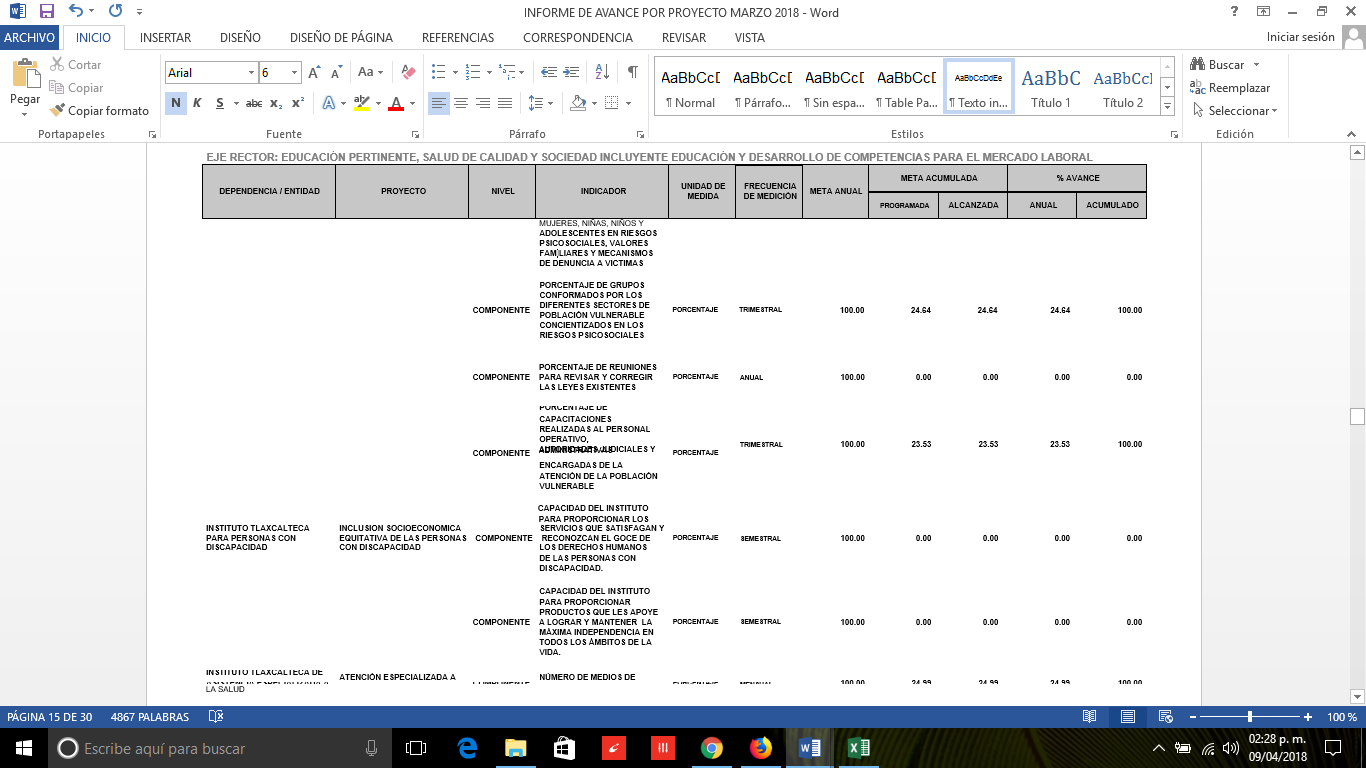 INFORME DE AVANCE POR PROYECTO MARZO 2018 - Word
ARCHIVO INICIO INSERTAR DISEÑO DISEÑO DE PÁGINA REFERENCIAS CORRESPONDENCIA REVISAR VISTA Iniciar sesión
Pegar
Cortar
Copiar
Copiar formato
Portapapeles
Arial 6
N K S abc x₂ x²
Fuente
Párrafo
AaBbCcD AaBbCcD AaBbCcD AaBbCcD AaBbCcDdEe AaBbC AaBbCcI
¶ Normal ¶ Párrafo... ¶ Sin espa... ¶ Table Pa... ¶ Texto in... Título 1 Título 2
Estilos
Buscar
Reemplazar
Seleccionar
Edición
EJE RECTOR: EDUCACIÓN PERTINENTE, SALUD DE CALIDAD Y SOCIEDAD INCLUYENTE EDUCACIÓN Y DESARROLLO DE COMPETENCIAS PARA EL MERCADO LABORAL
DEPENDENCIA / ENTIDAD PROYECTO NIVEL INDICADOR UNIDAD DE MEDIDA FRECUENCIA DE MEDICIÓN META ANUAL META ACUMULADA % AVANCE
PROGRAMADA ALCANZADA ANUAL ACUMULADO
MUJERES, NIÑAS, NIÑOS Y
ADOLESCENTES EN RIESGOS
PSICOSOCIALES, VALORES
FAMILIARES Y MECANISMOS
DE DENUNCIA A VICTIMAS
PORCENTAJE DE GRUPOS
CONFORMADOS POR LOS
DIFERENTES SECTORES DE
COMPONENTE POBLACIÓN VULNERABLE PORCENTAJE TRIMESTRAL 100.00 24.64 24.64 24.64 100.00
CONCIENTIZADOS EN LOS
RIESGOS PSICOSOCIALES
PORCENTAJE DE REUNIONES
COMPONENTE PARA REVISAR Y CORREGIR PORCENTAJE ANUAL 100.00 0.00 0.00 0.00 0.00
LAS LEYES EXISTENTES
PORCENTAJE DE
CAPACITACIONES
REALIZADAS AL PERSONAL
OPERATIVO,
TRIMESTRAL 100.00 23.53 23.53 23.53 100.00
AUTORIDADES JUDICIALES Y
COMPONENTE ADMINISTRATIVAS PORCENTAJE
ENCARGADAS DE LA
ATENCIÓN DE LA POBLACIÓN
VULNERABLE
CAPACIDAD DEL INSTITUTO
PARA PROPORCIONAR LOS
INSTITUTO TLAXCALTECA INCLUSION SOCIOECONOMICA SERVICIOS QUE SATISFAGAN Y
PARA PERSONAS CON EQUITATIVA DE LAS PERSONAS COMPONENTE RECONOZCAN EL GOCE DE PORCENTAJE SEMESTRAL 100.00 0.00 0.00 0.00 0.00
DISCAPACIDAD CON DISCAPACIDAD LOS DERECHOS HUMANOS
DE LAS PERSONAS CON
DISCAPACIDAD.
CAPACIDAD DEL INSTITUTO
PARA PROPORCIONAR
PRODUCTOS QUE LES APOYE
COMPONENTE A LOGRAR Y MANTENER LA PORCENTAJE SEMESTRAL 100.00 0.00 0.00 0.00 0.00
MÁXIMA INDEPENDENCIA EN
TODOS LOS ÁMBITOS DE LA
VIDA.
INSTITUTO TLAXCALTECA DE
ATENCIÓN ESPECIALIZADA A NÚMERO DE MEDIOS DE
100.00 24.99 24.99 24.99 100.00
LA SALUD
PÁGINA 15 DE 30 4867 PALABRAS 100 %
Escribe aquí para buscar
02:28 p. m.
09/04/2018